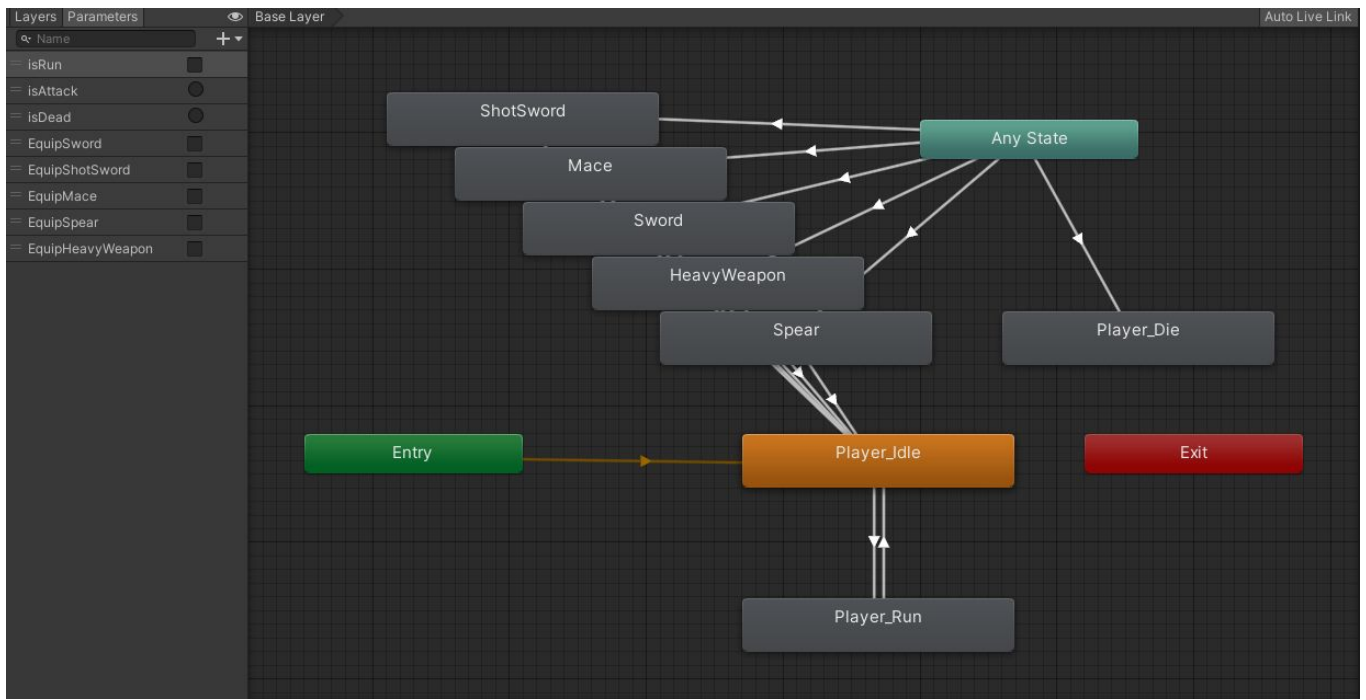 Layers Parameters Base Layer Auto Live Link
Name
isRun
isAttack
isDead
EquipSword
EquipShotSword
EquipMace
EquipSpear
EquipHeavyWeapon
ShotSword
Any State
Mace
Sword
HeavyWeapon
Spear
Player_Die
Entry
Player_Idle
Exit
Player_Run